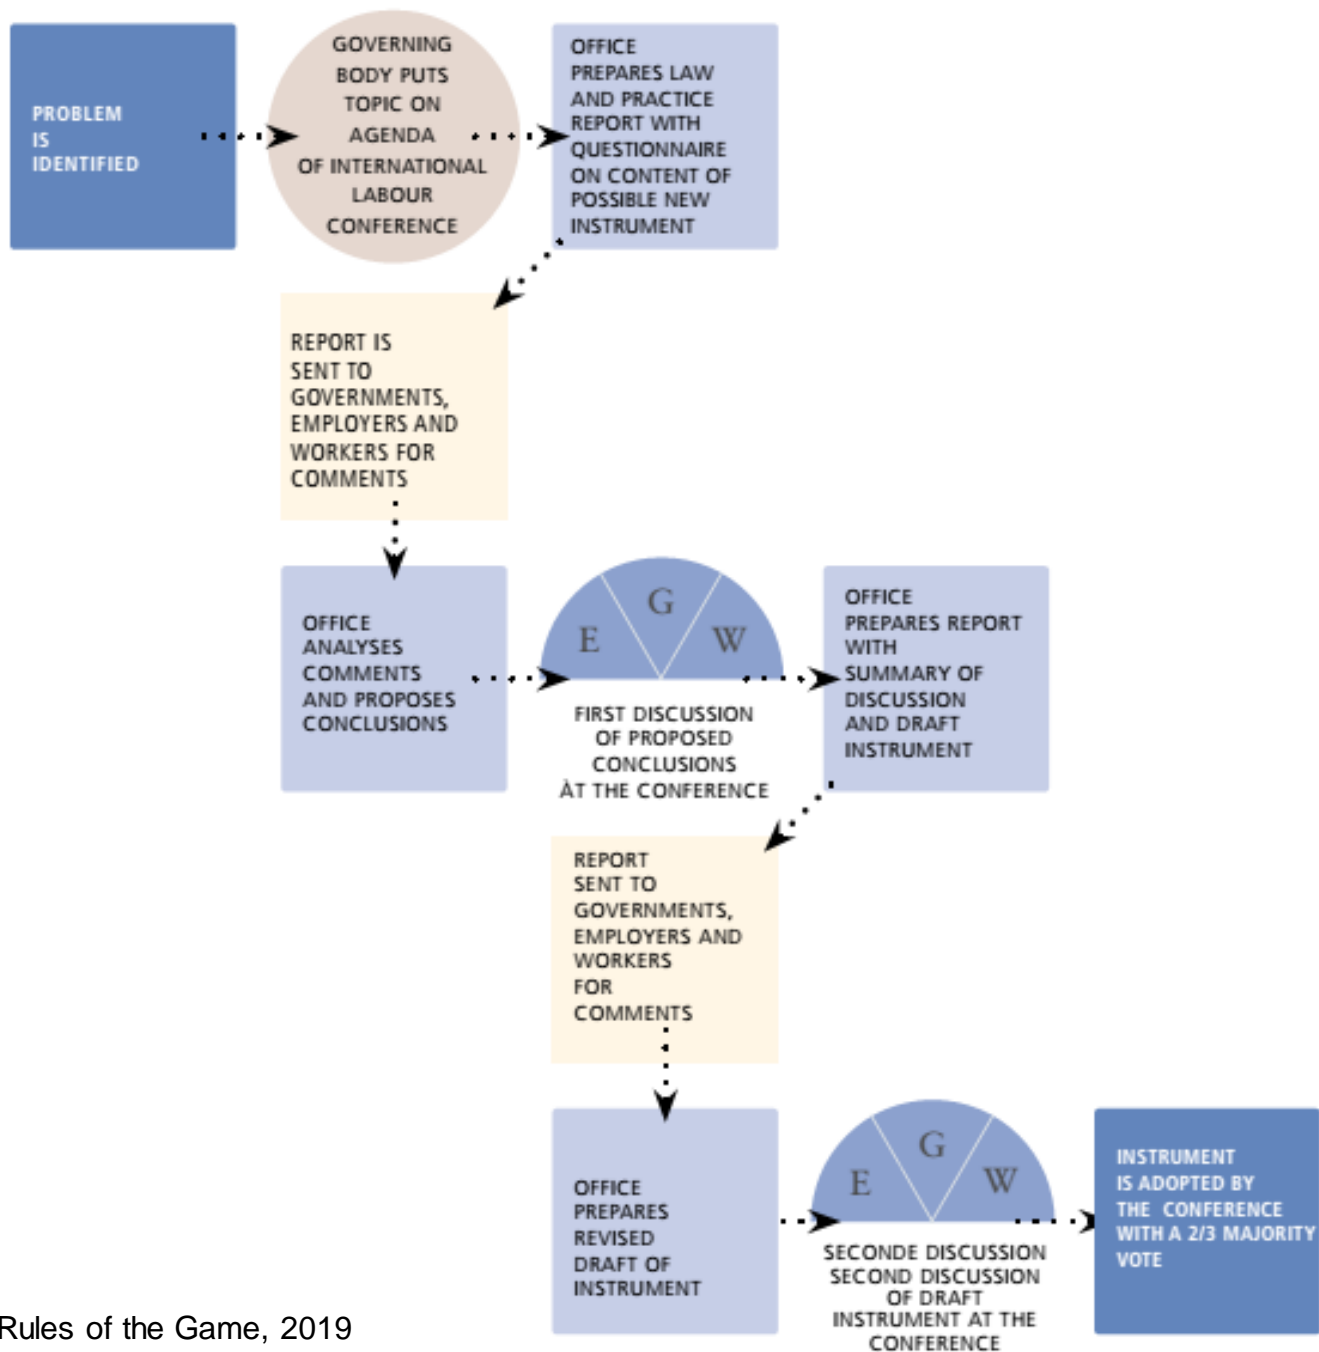 PROBLEM
IS
IDENTIFIED
GOVERNING
BODY PUTS
TOPIC ON
AGENDA
OF INTERNATIONAL
LABOUR
CONFERENCE
OFFICE
PREPARES LAW
AND PRACTICE
REPORT WITH
QUESTIONNAIRE
ON CONTENT OF
POSSIBLE NEW
INSTRUMENT
REPORT IS
SENT TO
GOVERNMENTS,
EMPLOYERS AND
WORKERS FOR
COMMENTS
OFFICE
ANALYSES
COMMENTS
AND PROPOSES
CONCLUSIONS
E
G
W
FIRST DISCUSSION
OF PROPOSED
CONCLUSIONS
ÀT THE CONFERENCE
OFFICE
PREPARES REPORT
WITH
SUMMARY OF
DISCUSSION
AND DRAFT
INSTRUMENT
REPORT
SENT TO
GOVERNMENTS,
EMPLOYERS AND
WORKERS
FOR
COMMENTS
OFFICE
PREPARES
REVISED
DRAFT OF
INSTRUMENT
E
G
W
SECONDE DISCUSSION
SECOND DISCUSSION
OF DRAFT
INSTRUMENT AT THE
CONFERENCE
INSTRUMENT
IS ADOPTED BY
THE CONFERENCE
WITH A 2/3 MAJORITY
VOTE
Rules of the Game, 2019